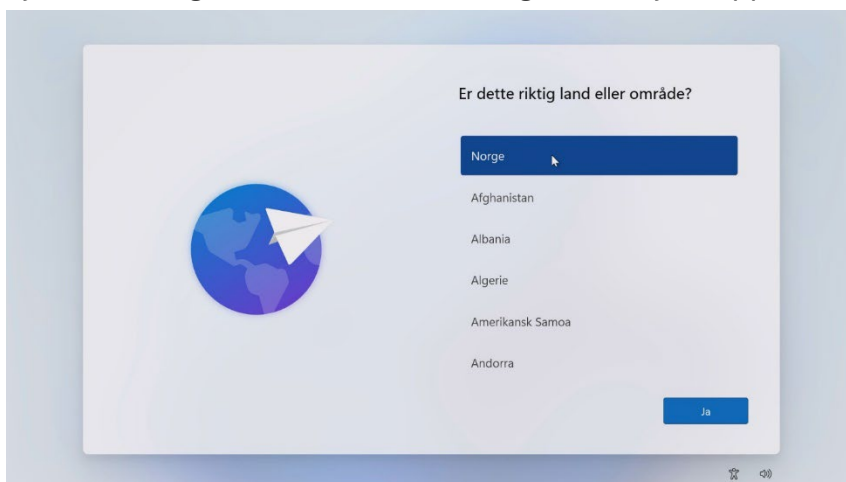 Er dette riktig land eller område?
Norge
Afghanistan
Albania
Algerie
Amerikansk Samoa
Andorra
Ja